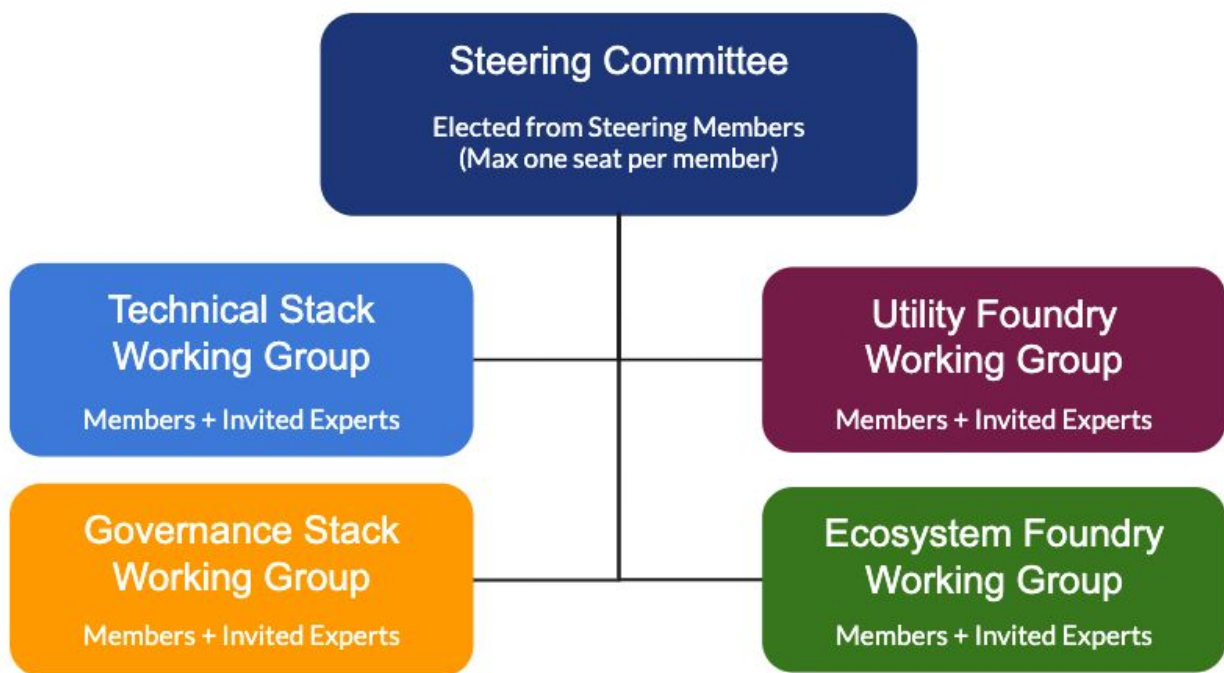 Steering Committee
Elected from Steering Members
(Max one seat per member)
Technical Stack
Working Group
Members + Invited Experts
Utility Foundry
Working Group
Members + Invited Experts
Governance Stack
Working Group
Members + Invited Experts
Ecosystem Foundry
Working Group
Members + Invited Experts